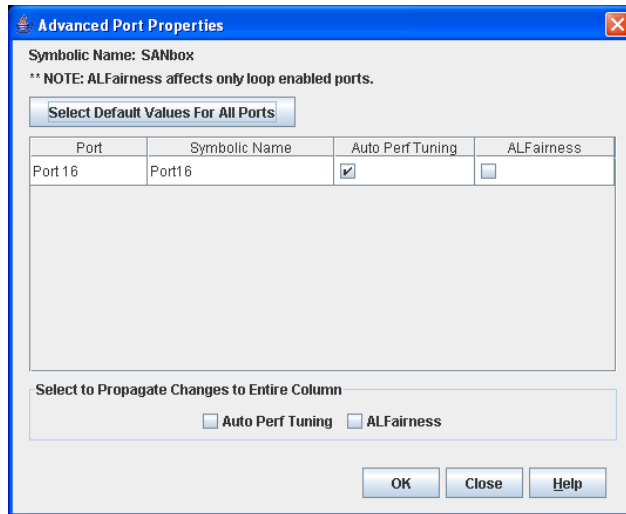 Advanced Port Properties
Symbolic Name: SANbox
** NOTE: ALFairness affects only loop enabled ports.
Select Default Values For All Ports
Port Symbolic Name Auto Perf Tuning ALFairness
Port 16 Port16
Select to Propagate Changes to Entire Column
Auto Perf Tuning ALFairness
OK Close Help